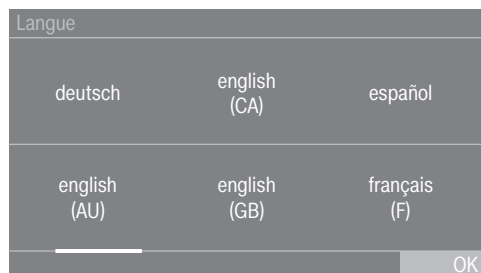 Langue
deutsch
english
(CA)
español
english
(AU)
english
(GB)
français
(F)
OK